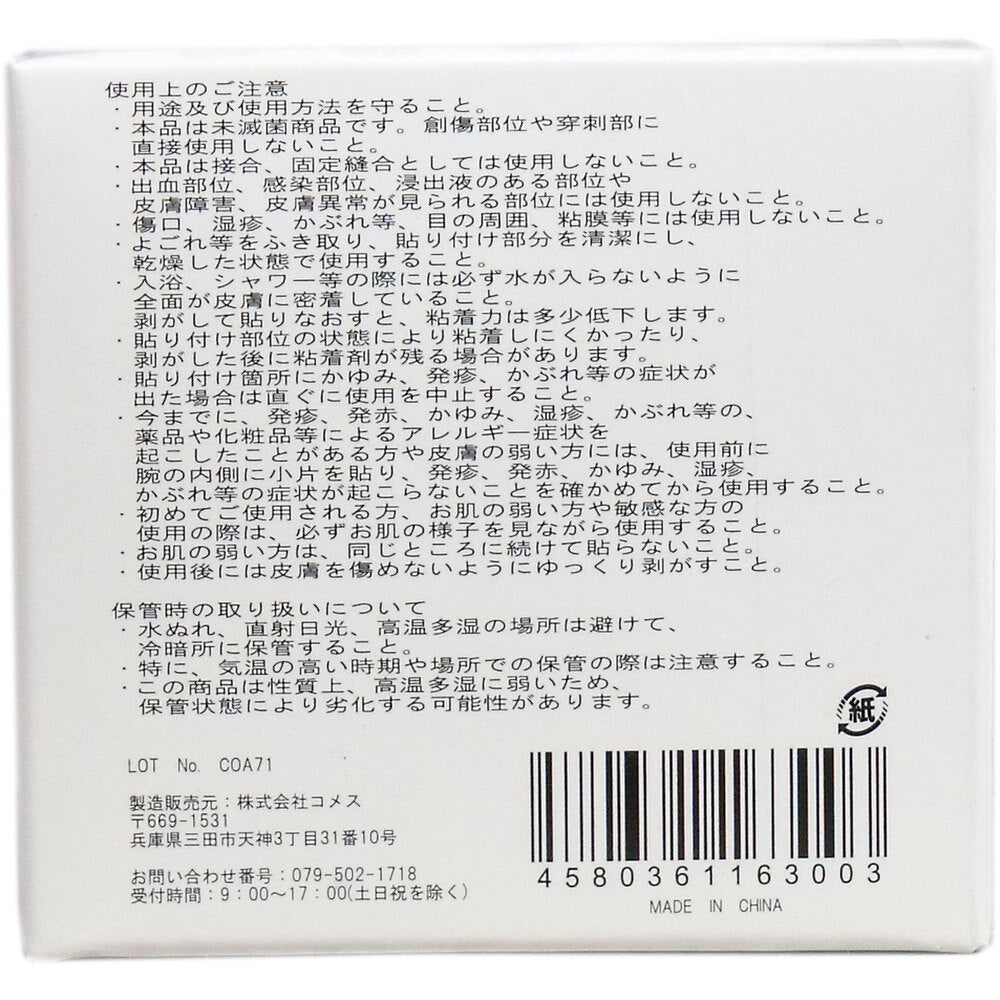 使用上のご注意
・用途及び使用方法を守ること。
・本品は未滅菌商品です。創傷部位や穿刺部に
直接使用しないこと。
・本品は接合、固定縫合としては使用しないこと。
・出血部位、感染部位、浸出液のある部位や
皮膚障害、皮膚異常が見られる部位には使用しないこと。
・傷口、湿疹、かぶれ等、目の周囲、粘膜等には使用しないこと。
・よごれ等をふき取り、貼り付け部分を清潔にし、
乾燥した状態で使用すること。
・入浴、シャワー等の際には必ず水が入らないように
全面が皮膚に密着していること。
剥がして貼りなおすと、粘着力は多少低下します。
・貼り付け部位の状態により粘着しにくかったり、
剥がした後に粘着剤が残る場合があります。
・貼り付け箇所にかゆみ、発疹、かぶれ等の症状が
出た場合は直ぐに使用を中止すること。
・今までに、発疹、発赤、かゆみ、湿疹、かぶれ等の、
薬品や化粧品等によるアレルギー症状を
起こしたことがある方や皮膚の弱い方には、使用前に
腕の内側に小片を貼り、発疹、発赤、かゆみ、湿疹、
かぶれ等の症状が起こらないことを確かめてから使用すること。
・初めてご使用される方、お肌の弱い方や敏感な方の
使用の際は、必ずお肌の様子を見ながら使用すること。
・お肌の弱い方は、同じところに続けて貼らないこと。
・使用後には皮膚を傷めないようにゆっくり剥がすこと。
保管時の取り扱いについて
・水ぬれ、直射日光、高温多湿の場所は避けて、
冷暗所に保管すること。
・特に、気温の高い時期や場所での保管の際は注意すること。
・この商品は性質上、高温多湿に弱いため、
保管状態により劣化する可能性があります。
紙
LOT No. COA71
製造販売元：株式会社コメス
〒669-1531
兵庫県三田市天神3丁目31番10号
お問い合わせ番号：079-502-1718
受付時間：9：00～17：00(土日祝を除く)
4580361163003
MADE IN CHINA